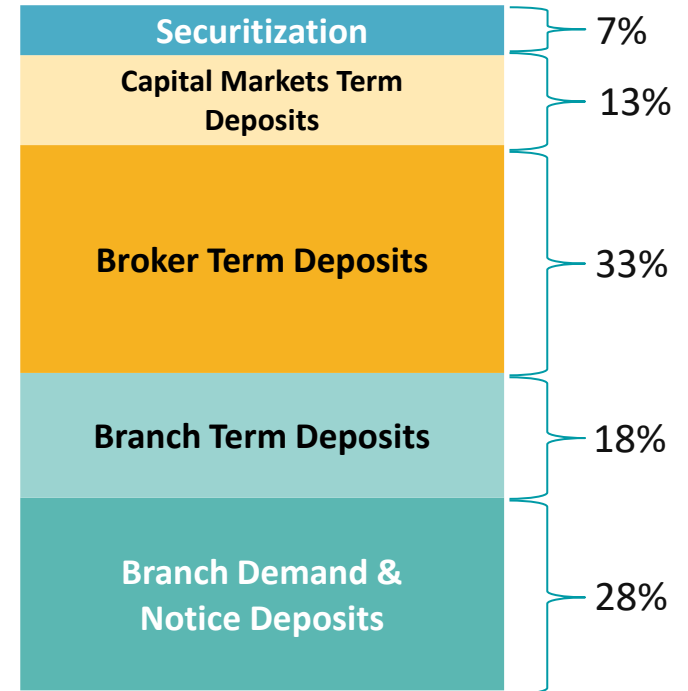 Securitization
7%
Capital Markets Term
Deposits
13%
Broker Term Deposits
33%
Branch Term Deposits
18%
Branch Demand &
Notice Deposits
28%